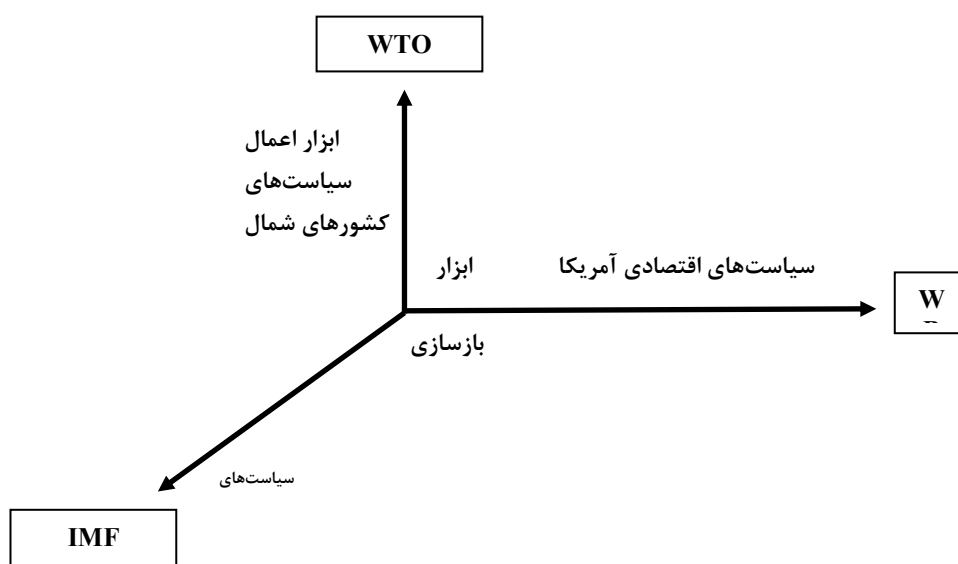 WTO
ابزار اعمال
سیاست‌های
کشورهای شمال
ابزار سیاست‌های اقتصادی آمریکا
W
بازسازی
سیاست‌های
IMF